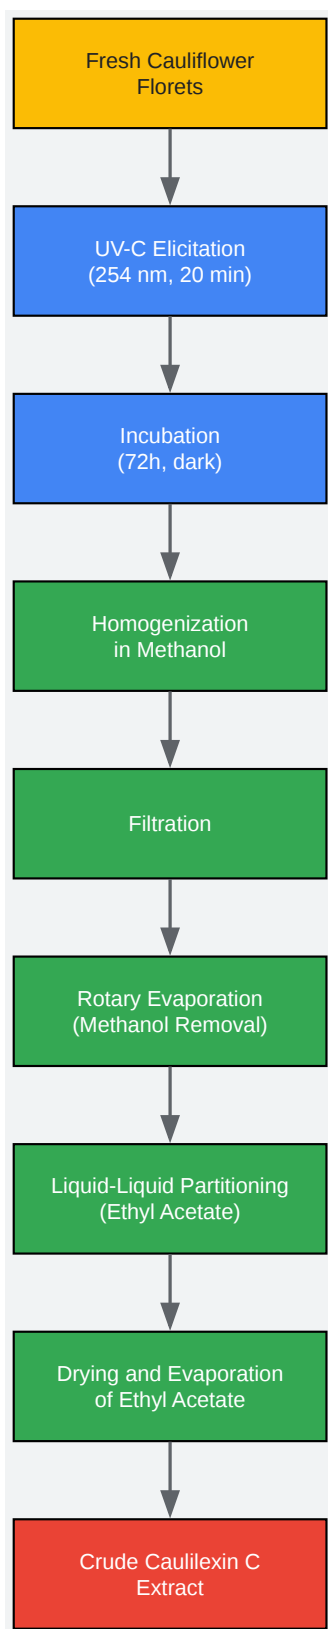 Fresh Cauliflower
Florets
UV-C Elicitation
(254 nm, 20 min)
Incubation
(72h, dark)
Homogenization
in Methanol
Filtration
Rotary Evaporation
(Methanol Removal)
Liquid-Liquid Partitioning
(Ethyl Acetate)
Drying and Evaporation
of Ethyl Acetate
Crude Caulilexin C
Extract